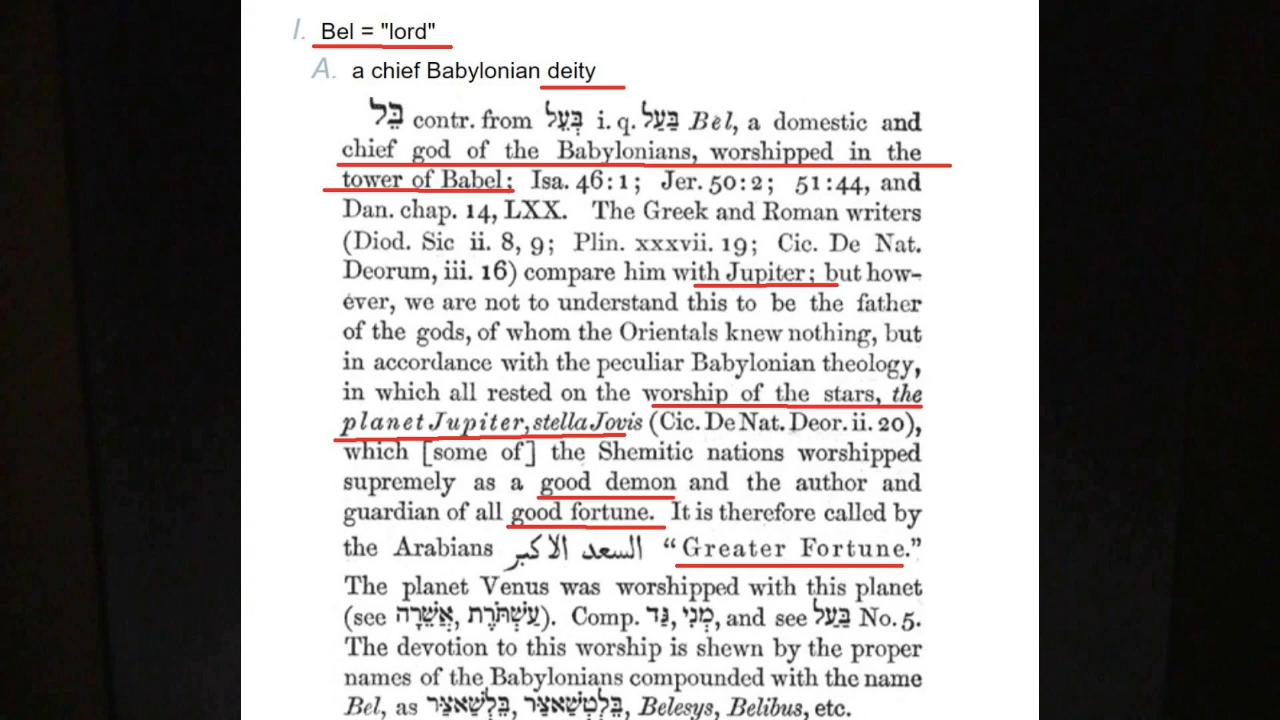 I. Bel = "lord"
A. a chief Babylonian deity
בֵּל contr. from בְּעֵל i. q. בַּעַל Bel, a domestic and
chief god of the Babylonians, worshipped in the
tower of Babel; Isa. 46:1; Jer. 50:2; 51:44, and
Dan. chap. 14, LXX. The Greek and Roman writers
(Diod. Sic ii. 8, 9; Plin. xxxvii. 19; Cic. De Nat.
Deorum, iii. 16) compare him with Jupiter; but how-
ever, we are not to understand this to be the father
of the gods, of whom the Orientals knew nothing, but
in accordance with the peculiar Babylonian theology,
in which all rested on the worship of the stars, the
planet Jupiter, stella Jovis (Cic. De Nat. Deor. ii. 20),
which [some of] the Shemitic nations worshipped
supremely as a good demon and the author and
guardian of all good fortune. It is therefore called by
the Arabians السعد الاكبر “Greater Fortune.”
The planet Venus was worshipped with this planet
(see עַשְׁתֹּרֶת, אֲשֵׁרָה). Comp. מְנִי, גַּד, and see בַּעַל No. 5.
The devotion to this worship is shewn by the proper
names of the Babylonians compounded with the name
Bel, as בֵּלְטְשַׁאצַּר, בֵּלְשַׁאצַּר, Belesys, Belibus, etc.